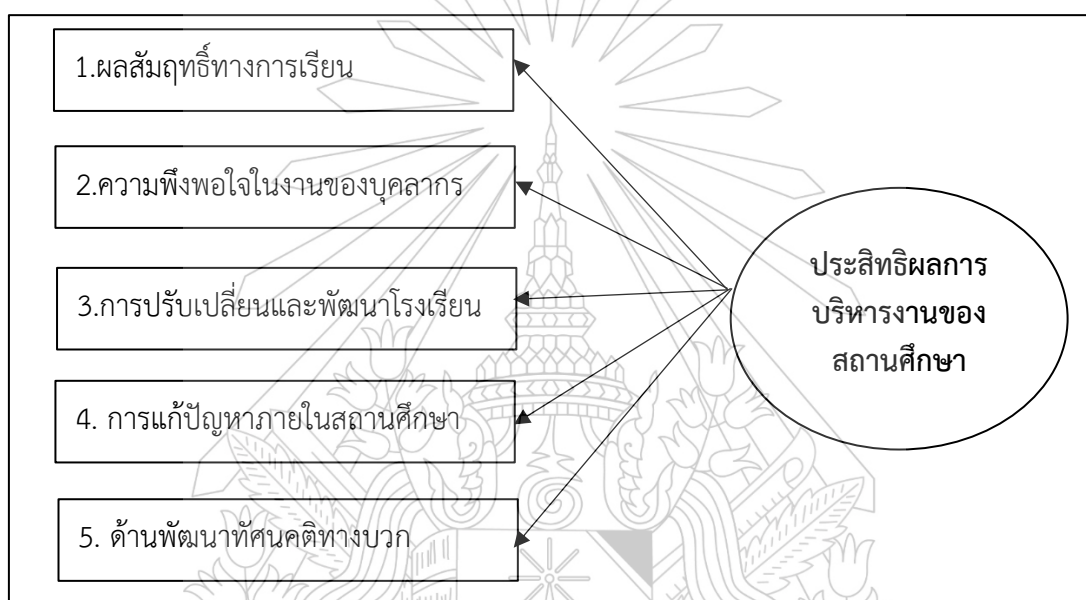 1.ผลสัมฤทธิ์ทางการเรียน
2.ความพึงพอใจในงานของบุคลากร
3.การปรับเปลี่ยนและพัฒนาโรงเรียน
4. การแก้ปัญหาภายในสถานศึกษา
5. ด้านพัฒนาทัศนคติทางบวก
ประสิทธิผลการ
บริหารงานของ
สถานศึกษา